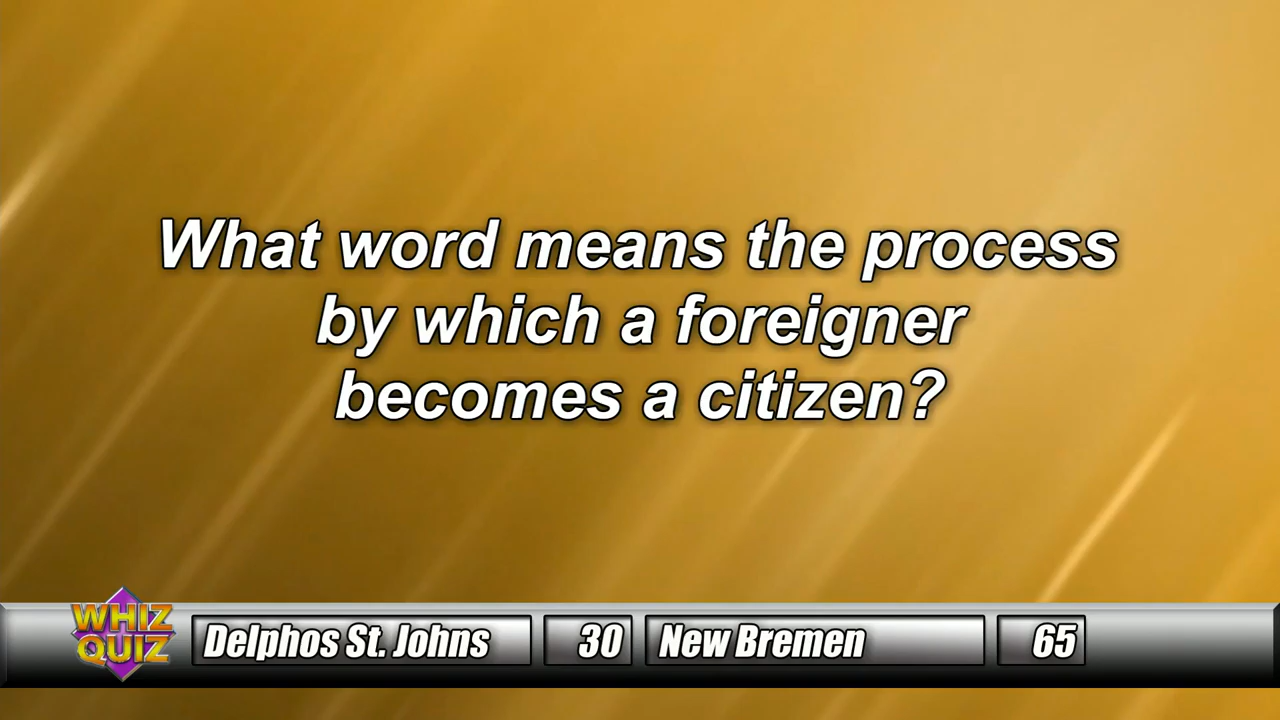 What word means the process
by which a foreigner
becomes a citizen?
WHIZ
QUIZ
Delphos St. Johns 30 New Bremen 65